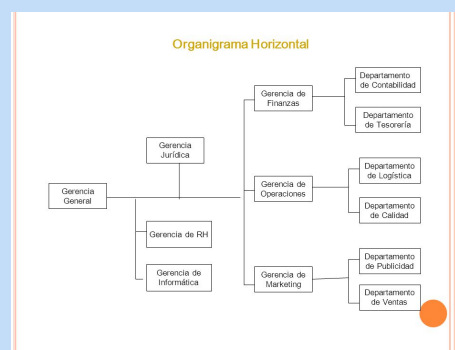 Organigrama Horizontal
Gerencia
General
Gerencia
Jurídica
Gerencia de RH
Gerencia de
Informática
Gerencia de
Finanzas
Departamento
de Contabilidad
Departamento
de Tesorería
Gerencia de
Operaciones
Departamento
de Logística
Departamento
de Calidad
Gerencia de
Marketing
Departamento
de Publicidad
Departamento
de Ventas